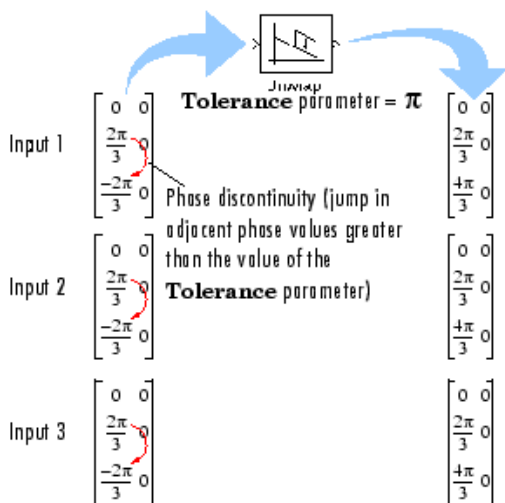 Unwrap
Tolerance parameter = π
Input 1
0 0
2π/3 0
-2π/3 0
0 0
2π/3 0
4π/3 0
Phase discontinuity (jump in
adjacent phase values greater
than the value of the
Tolerance parameter)
Input 2
0 0
2π/3 0
-2π/3 0
0 0
2π/3 0
4π/3 0
Input 3
0 0
2π/3 0
-2π/3 0
0 0
2π/3 0
4π/3 0